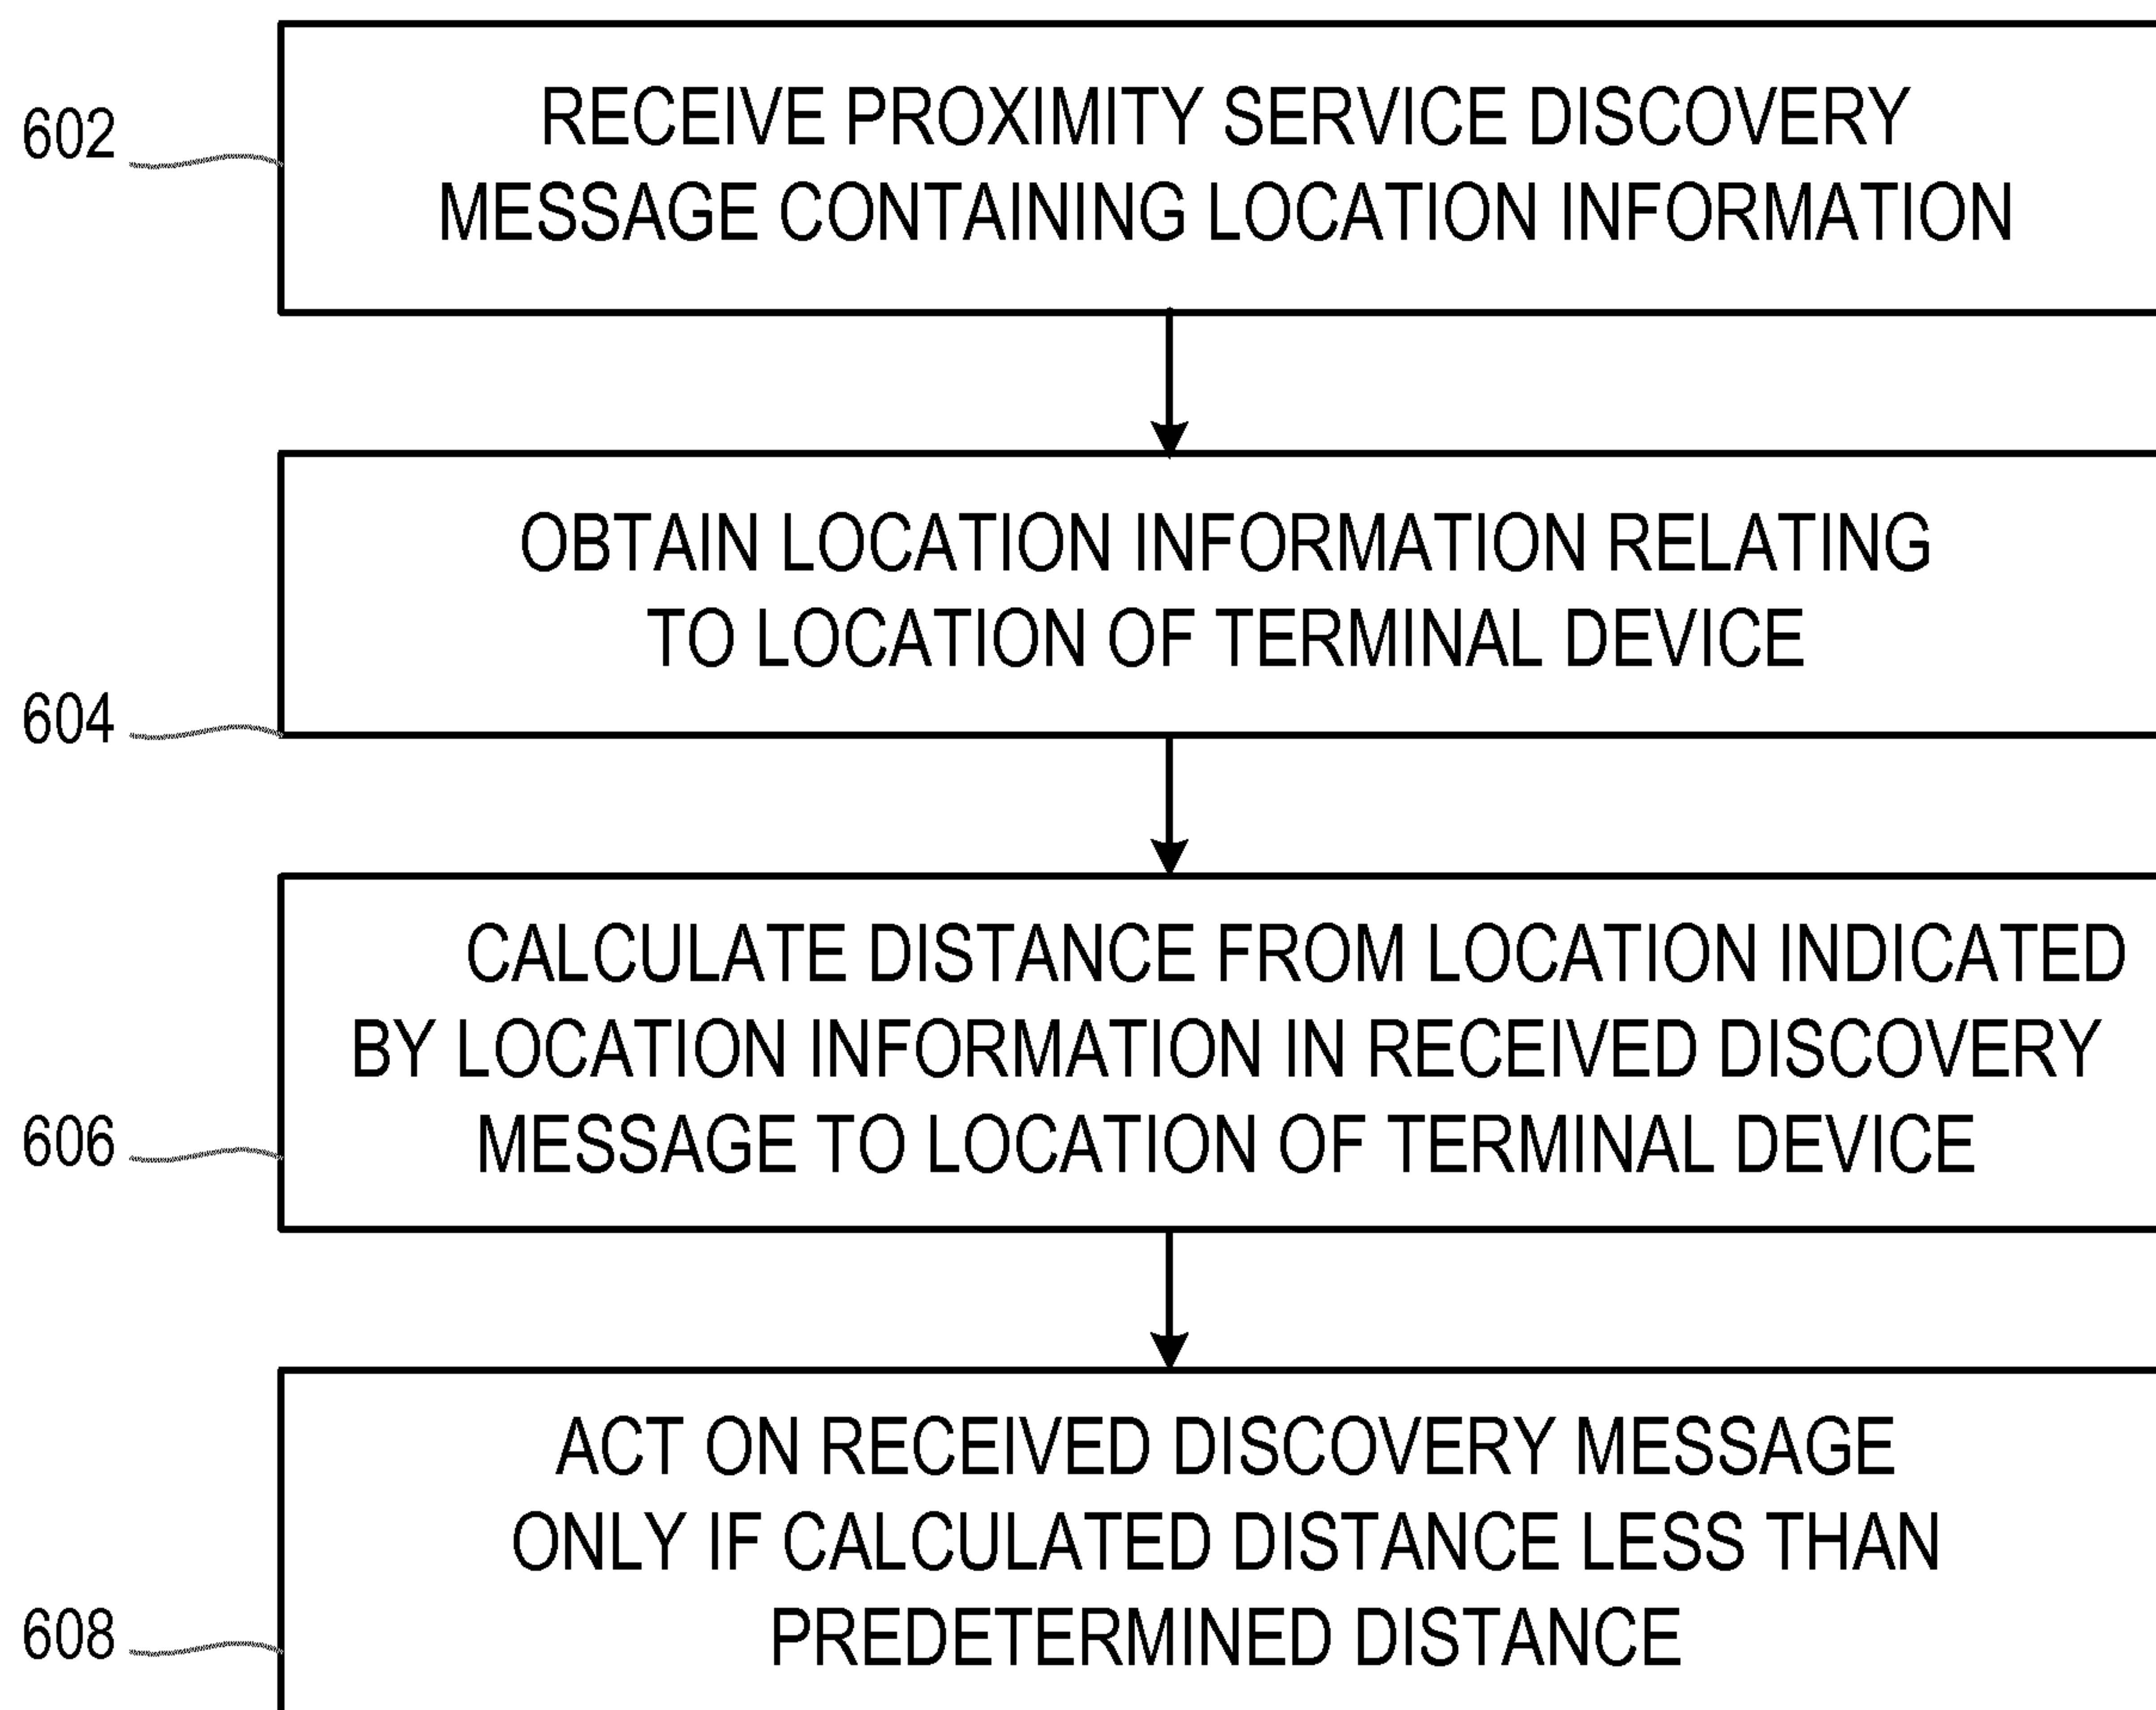 602
RECEIVE PROXIMITY SERVICE DISCOVERY
MESSAGE CONTAINING LOCATION INFORMATION
OBTAIN LOCATION INFORMATION RELATING
TO LOCATION OF TERMINAL DEVICE
604
CALCULATE DISTANCE FROM LOCATION INDICATED
BY LOCATION INFORMATION IN RECEIVED DISCOVERY
MESSAGE TO LOCATION OF TERMINAL DEVICE
606
ACT ON RECEIVED DISCOVERY MESSAGE
ONLY IF CALCULATED DISTANCE LESS THAN
PREDETERMINED DISTANCE
608